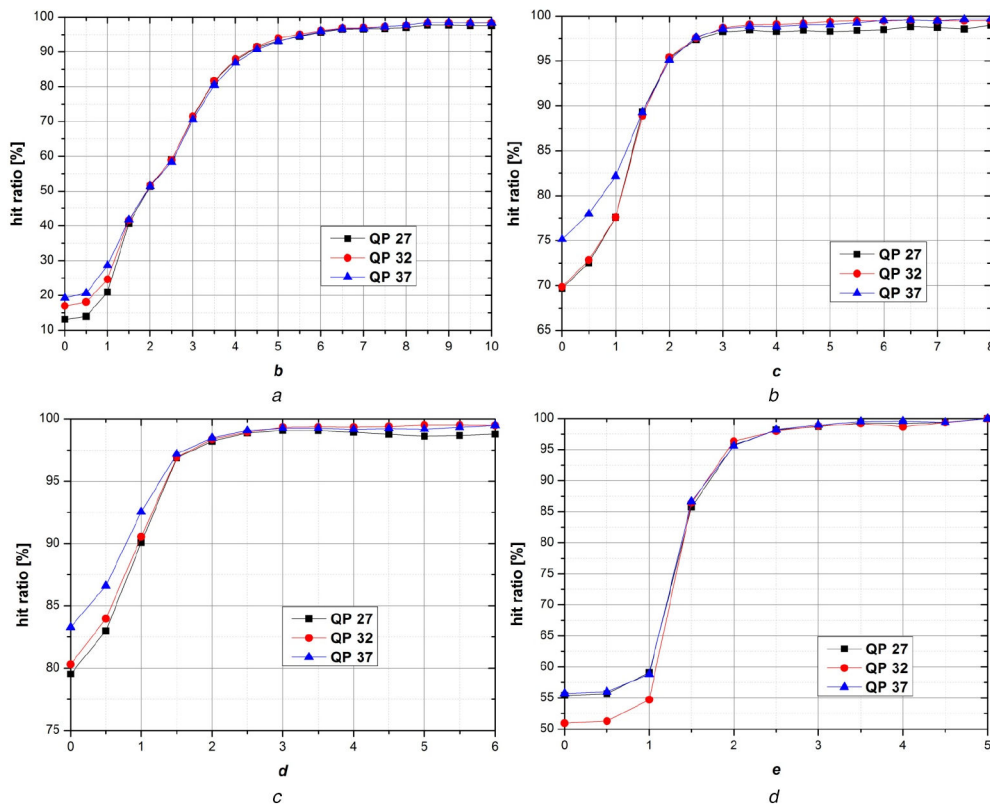 hit ratio [%]
100
90
80
70
60
50
40
30
20
10
QP 27
QP 32
QP 37
0 1 2 3 4 5 6 7 8 9 10
b
a
hit ratio [%]
100
95
90
85
80
75
70
65
QP 27
QP 32
QP 37
0 1 2 3 4 5 6 7 8
c
b
hit ratio [%]
100
95
90
85
80
75
QP 27
QP 32
QP 37
0 1 2 3 4 5 6
d
c
hit ratio [%]
100
95
90
85
80
75
70
65
60
55
50
QP 27
QP 32
QP 37
0 1 2 3 4 5
e
d